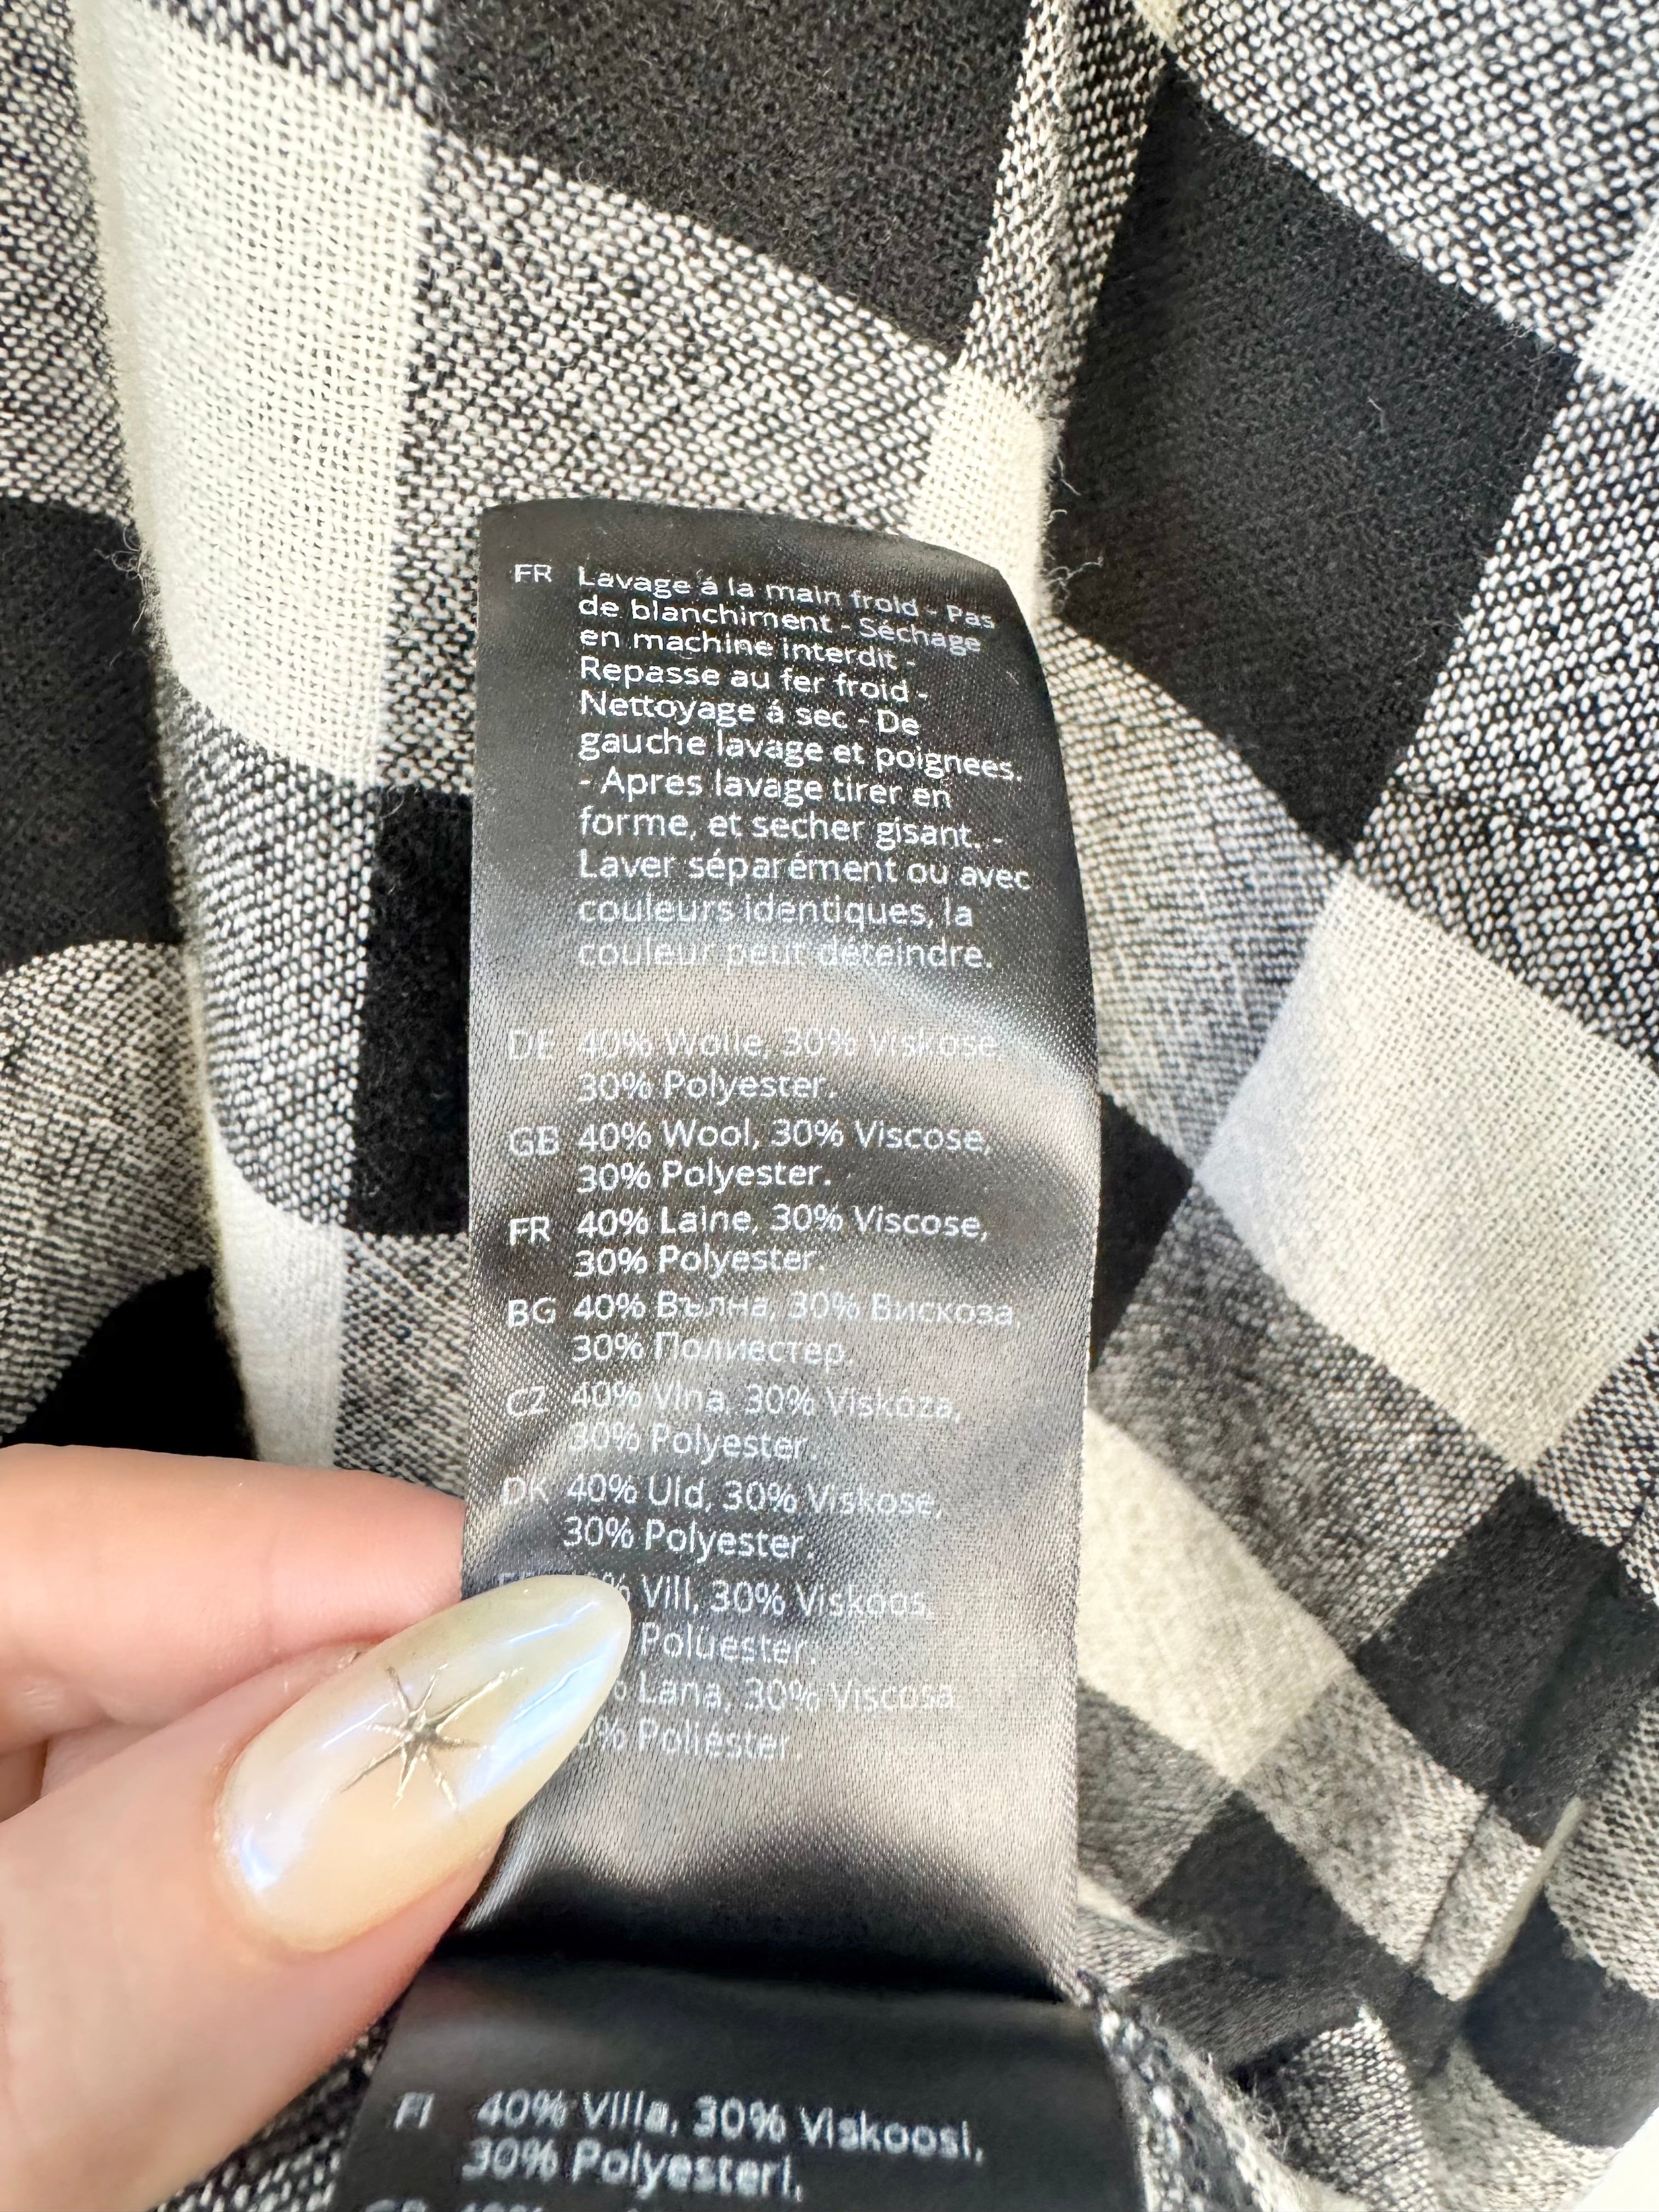 FR Lavage á la main froid - Pas
de blanchiment - Séchage
en machine interdit -
Repasse au fer froid -
Nettoyage á sec - De
gauche lavage et poignees.
- Apres lavage tirer en
forme, et secher gisant. -
Laver séparément ou avec
couleurs identiques, la
couleur peut déteindre.
DE 40% Wolle, 30% Viskose,
30% Polyester.
GB 40% Wool, 30% Viscose,
30% Polyester.
FR 40% Laine, 30% Viscose,
30% Polyester.
BG 40% Вълна, 30% Вискоза,
30% Полиестер.
CZ 40% Vlna, 30% Viskóza,
30% Polyester.
DK 40% Uld, 30% Viskose,
30% Polyester.
Vill, 30% Viskoos,
Polüester.
Lana, 30% Viscosa
Poliéster.
FI 40% Villa, 30% Viskoosi,
30% Polyesteri,